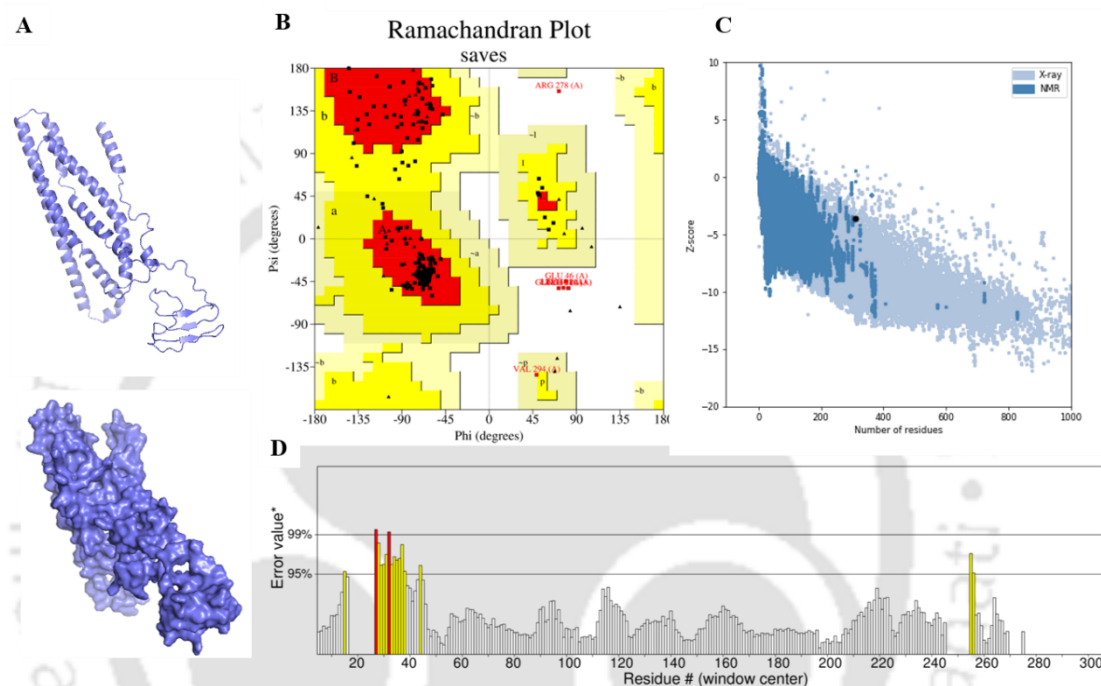 A
B
Ramachandran Plot
saves
180
135
90
45
0
-45
-90
-135
-180
-135
-90
-45
0
45
90
135
180
Psi (degrees)
Phi (degrees)
B
b
~b
~b
b
ARG 278 (A)
~l
l
a
A
~a
GLU 46 (A)
VAL 294 (A)
~b
b
~b
~p
p
~b
C
10
5
0
-5
-10
-15
-20
0
200
400
600
800
1000
Z-score
Number of residues
X-ray
NMR
D
Error value*
99%
95%
20
40
60
80
100
120
140
160
180
200
220
240
260
280
300
Residue # (window center)